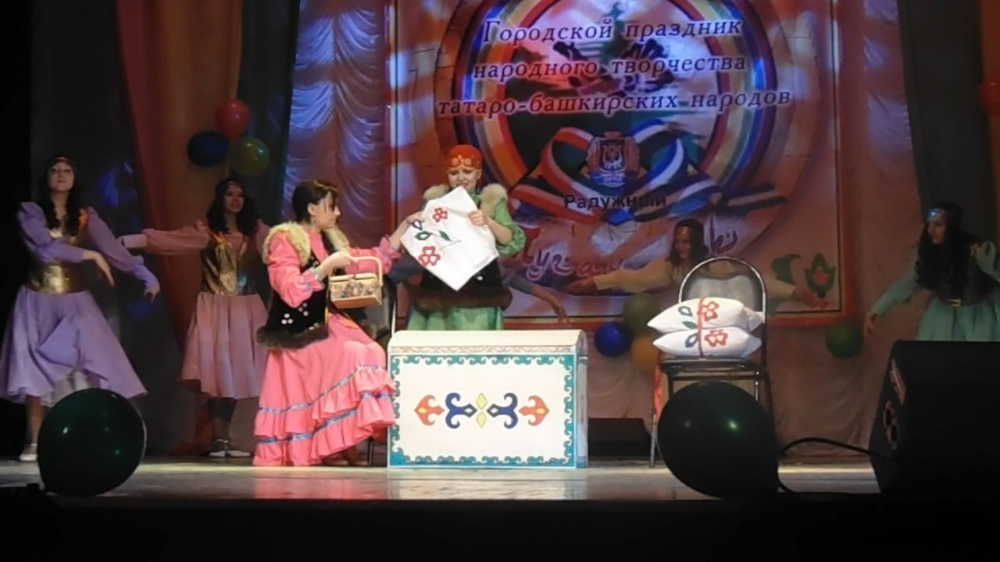 Городской праздник
народного творчества
татаро-башкирских народов
Радужный